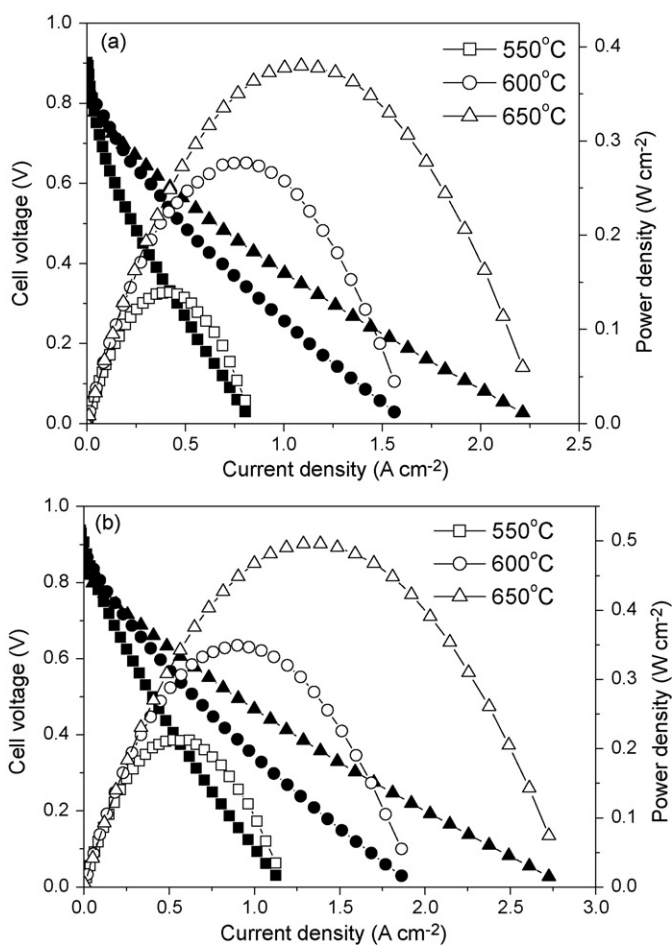 (a)
550°C
600°C
650°C
Cell voltage (V)
1.0
0.8
0.6
0.4
0.2
0.0
0.4
0.3
0.2
0.1
0.0
Power density (W cm-2)
0.0 0.5 1.0 1.5 2.0 2.5
Current density (A cm-2)
(b)
550°C
600°C
650°C
Cell voltage (V)
1.0
0.8
0.6
0.4
0.2
0.0
0.5
0.4
0.3
0.2
0.1
0.0
Power density (W cm-2)
0.0 0.5 1.0 1.5 2.0 2.5 3.0
Current density (A cm-2)